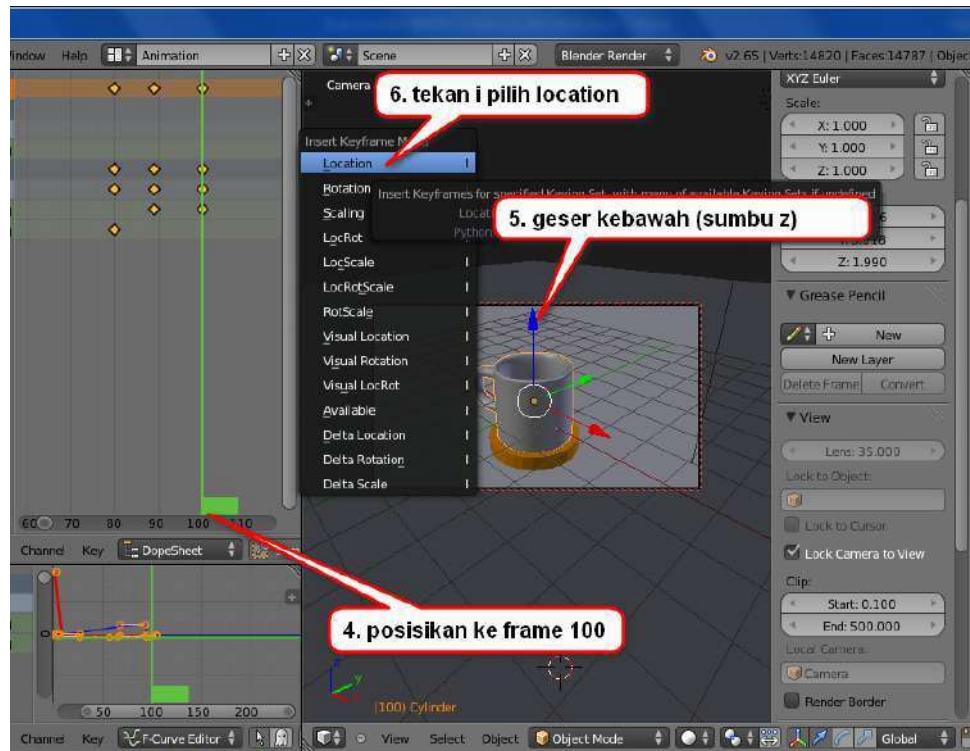 Window Help Animation Scene Blender Render v2.65 | Verts:14820 | Faces:14787 | Objec
Camera
6. tekan i pilih location
Insert Keyframe
Location I
Rotation
Insert Keyframes for specified Keying Set, with menu of available Keying Sets if undefined
Scaling
Locat
Python
5. geser kebawah (sumbu z)
LocRot
LocScale I
LocRotScale I
RotScale I
Visual Location I
Visual Rotation I
Visual LocRot I
Available I
Delta Location I
Delta Rotation I
Delta Scale I
XYZ Euler
Scale:
X: 1.000
Y: 1.000
Z: 1.000
Z: 1.990
Grease Pencil
New
New Layer
Delete Frame Convert
View
Lens: 35.000
Lock to Object:
Lock to Cursor
Lock Camera to View
Clip:
Start: 0.100
End: 500.000
Local Camera:
Camera
Render Border
60 70 80 90 100 110
Channel Key DopeSheet
4. posisikan ke frame 100
0
50 100 150 200
z
y
(100) Cylinder
Channel Key F-Curve Editor
View Select Object Object Mode Global